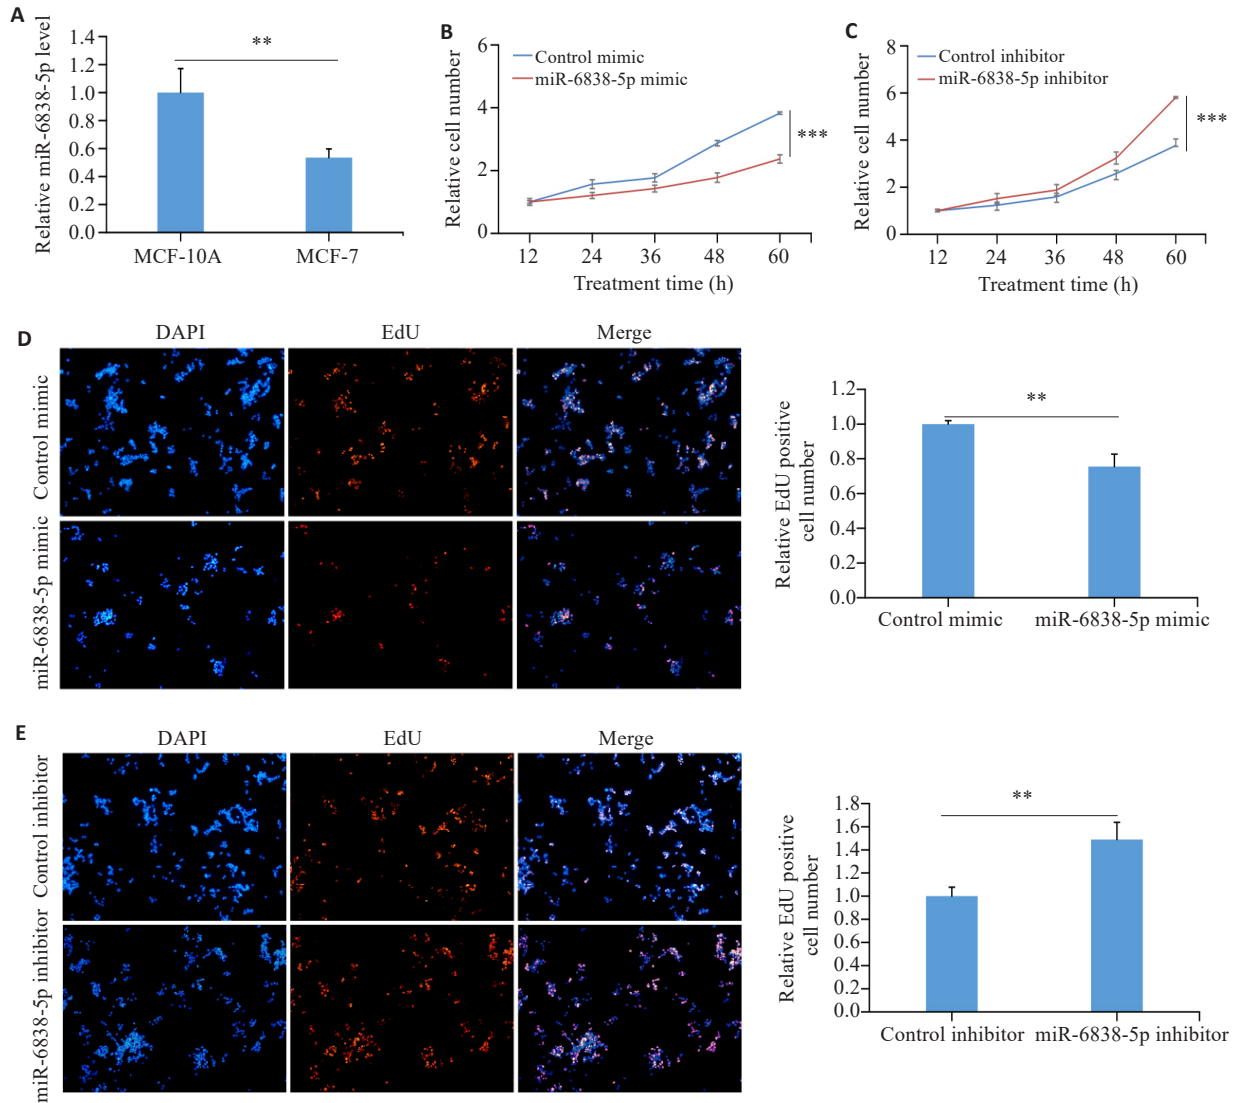 A
Relative miR-6838-5p level
1.4
1.2
1.0
0.8
0.6
0.4
0.2
0.0
**
MCF-10A
MCF-7
B
Relative cell number
6
4
2
0
Control mimic
miR-6838-5p mimic
***
12
24
36
48
60
Treatment time (h)
C
Relative cell number
8
6
4
2
0
Control inhibitor
miR-6838-5p inhibitor
***
12
24
36
48
60
Treatment time (h)
D
DAPI
EdU
Merge
Control mimic
miR-6838-5p mimic
Relative EdU positive
cell number
1.2
1.0
0.8
0.6
0.4
0.2
0.0
**
Control mimic
miR-6838-5p mimic
E
DAPI
EdU
Merge
Control inhibitor
miR-6838-5p inhibitor
Relative EdU positive
cell number
1.8
1.6
1.4
1.2
1.0
0.8
0.6
0.4
0.2
0.0
**
Control inhibitor
miR-6838-5p inhibitor